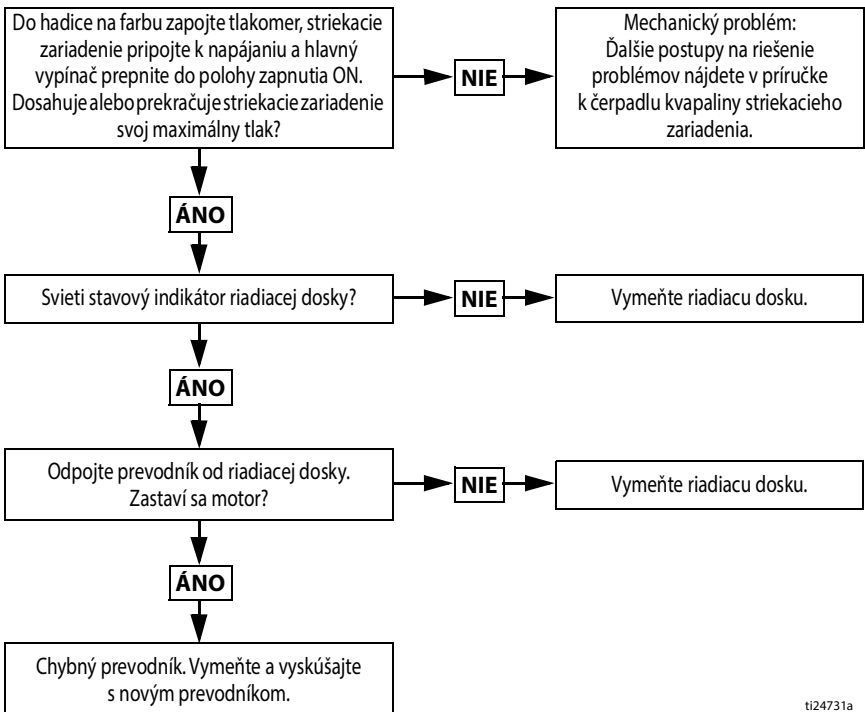 Do hadice na farbu zapojte tlakomer, striekacie
zariadenie pripojte k napájaniu a hlavný
vypínač prepnite do polohy zapnutia ON.
Dosahuje alebo prekračuje striekacie zariadenie
svoj maximálny tlak?
NIE
Mechanický problém:
Ďalšie postupy na riešenie
problémov nájdete v príručke
k čerpadlu kvapaliny striekacieho
zariadenia.
ÁNO
Svieti stavový indikátor riadiacej dosky?
NIE
Vymeňte riadiacu dosku.
ÁNO
Odpojte prevodník od riadiacej dosky.
Zastaví sa motor?
NIE
Vymeňte riadiacu dosku.
ÁNO
Chybný prevodník. Vymeňte a vyskúšajte
s novým prevodníkom.
ti24731a